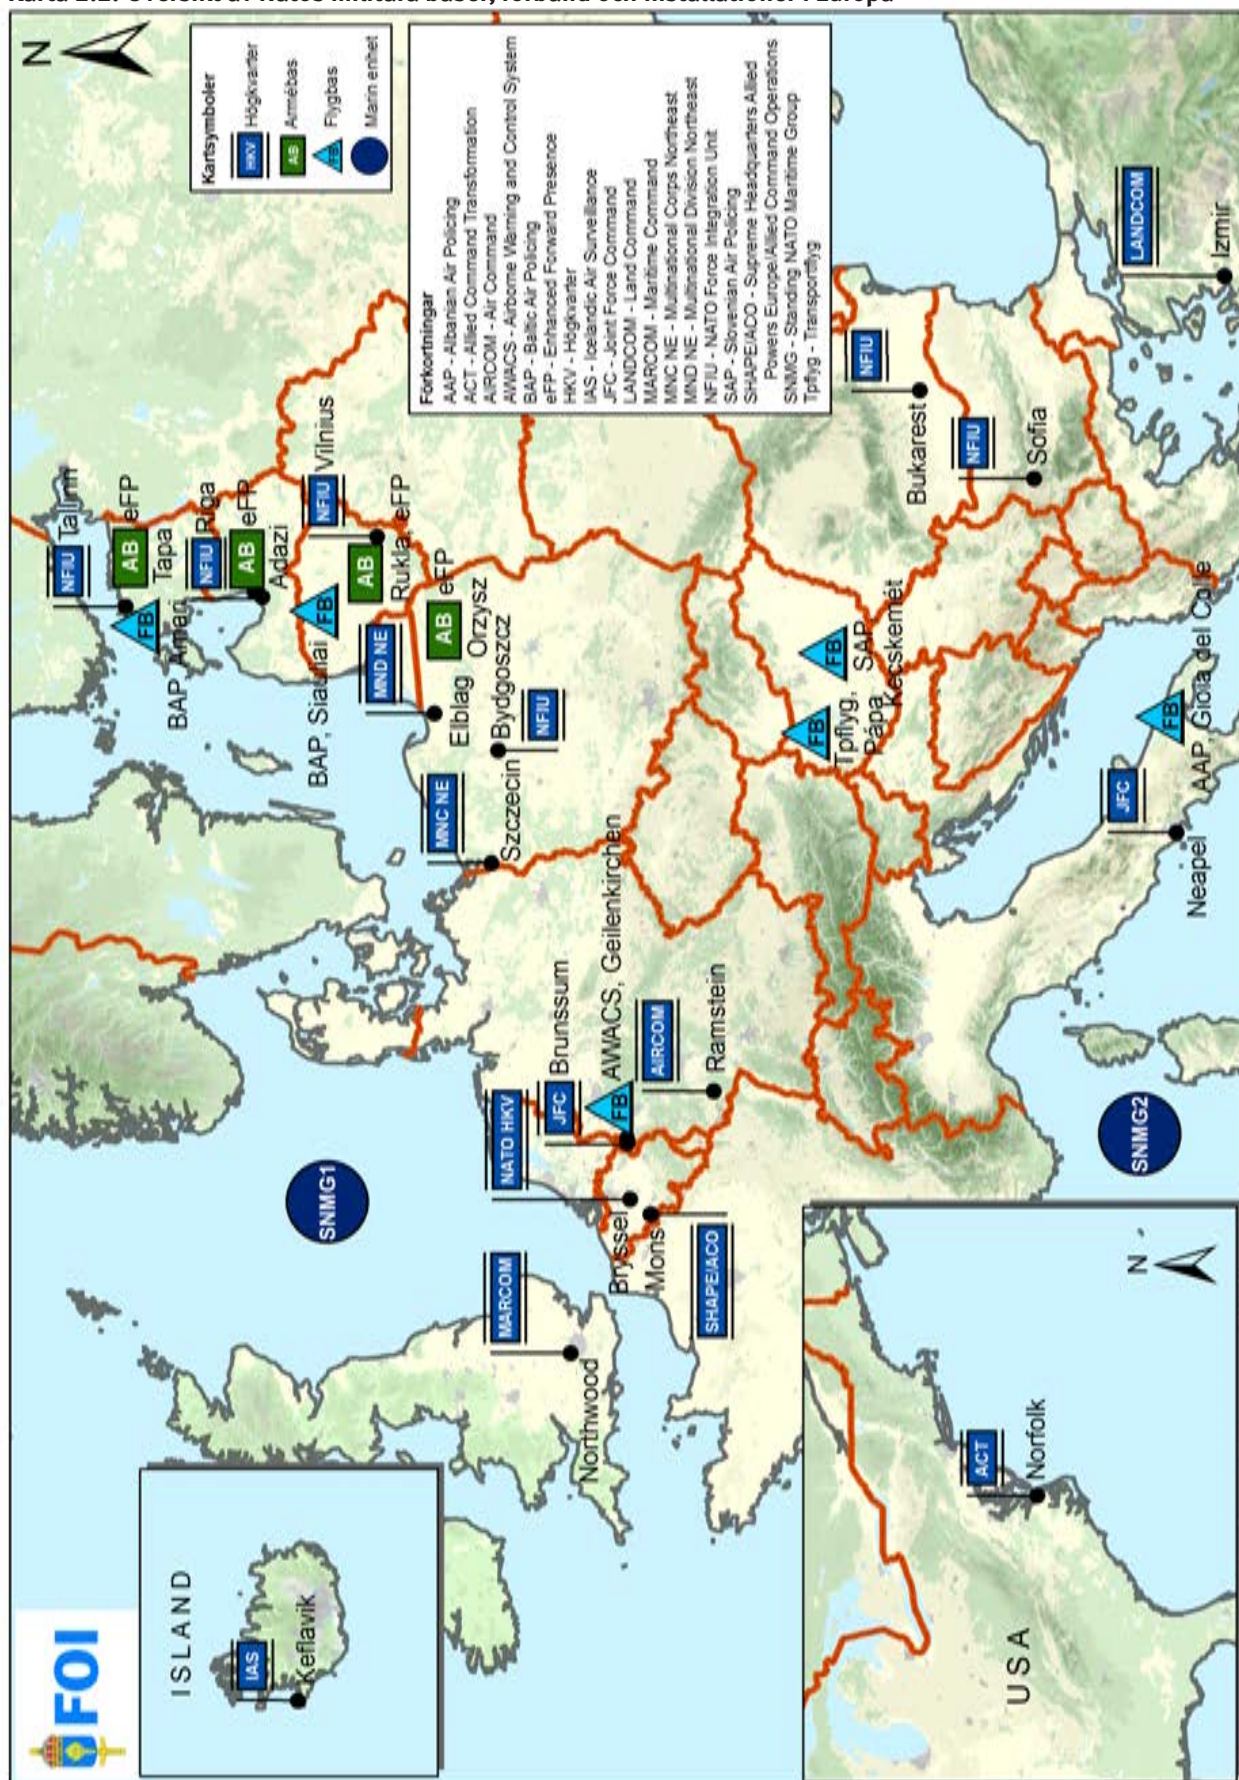 Karta 2.1: Översikt av Natos militära baser, förband och installationer i Europa
FOI
ISLAND
IAS
Keflavik
N
Kartsymboler
HKV Högkvarter
AB Armébas
FB Flygbas
Marin enhet
Förkortningar
AAP - Albanian Air Policing
ACT - Allied Command Transformation
AIRCOM - Air Command
AWACS - Airborne Warning and Control System
BAP - Baltic Air Policing
eFP - Enhanced Forward Presence
HKV - Högkvarter
IAS - Icelandic Air Surveillance
JFC - Joint Force Command
LANDCOM - Land Command
MARCOM - Maritime Command
MNC NE - Multinational Corps Northeast
MND NE - Multinational Division Northeast
NFIU - NATO Force Integration Unit
SAP - Slovenian Air Policing
SHAPE/ACO - Supreme Headquarters Allied
Powers Europe/Allied Command Operations
SNMG - Standing NATO Maritime Group
Tpflyg - Transportflyg
NFIU
Tallinn
AB eFP
Tapa
FB
BAP, Ämari
NFIU
Riga
AB eFP
Adazi
FB
BAP, Siauliai
NFIU
Vilnius
AB
Rukla, eFP
MND NE
Elblag
AB eFP
Orzysz
Bydgoszcz
NFIU
MNC NE
Szczecin
SNMG1
MARCOM
Northwood
NATO HKV
Bryssel
Mons
SHAPE/ACO
JFC
Brunssum
FB
AWACS, Geilenkirchen
AIRCOM
Ramstein
FB
Tpflyg, SAP
Pápa
FB
Kecskemét
NFIU
Bukarest
NFIU
Sofia
LANDCOM
Izmir
JFC
Neapel
FB
AAP, Gioia del Colle
SNMG2
USA
ACT
Norfolk
N